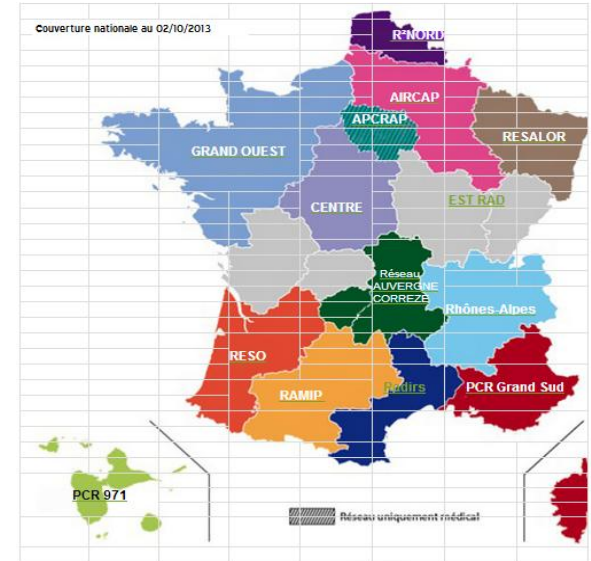 Couverture nationale au 02/10/2013
R²NORD
AIRCAP
APCRAP
RESALOR
GRAND OUEST
EST RAD
CENTRE
Réseau
AUVERGNE
CORREZE
Rhônes-Alpes
RESO
RAMIP
Radirs
PCR Grand Sud
PCR 971
Réseau uniquement médical